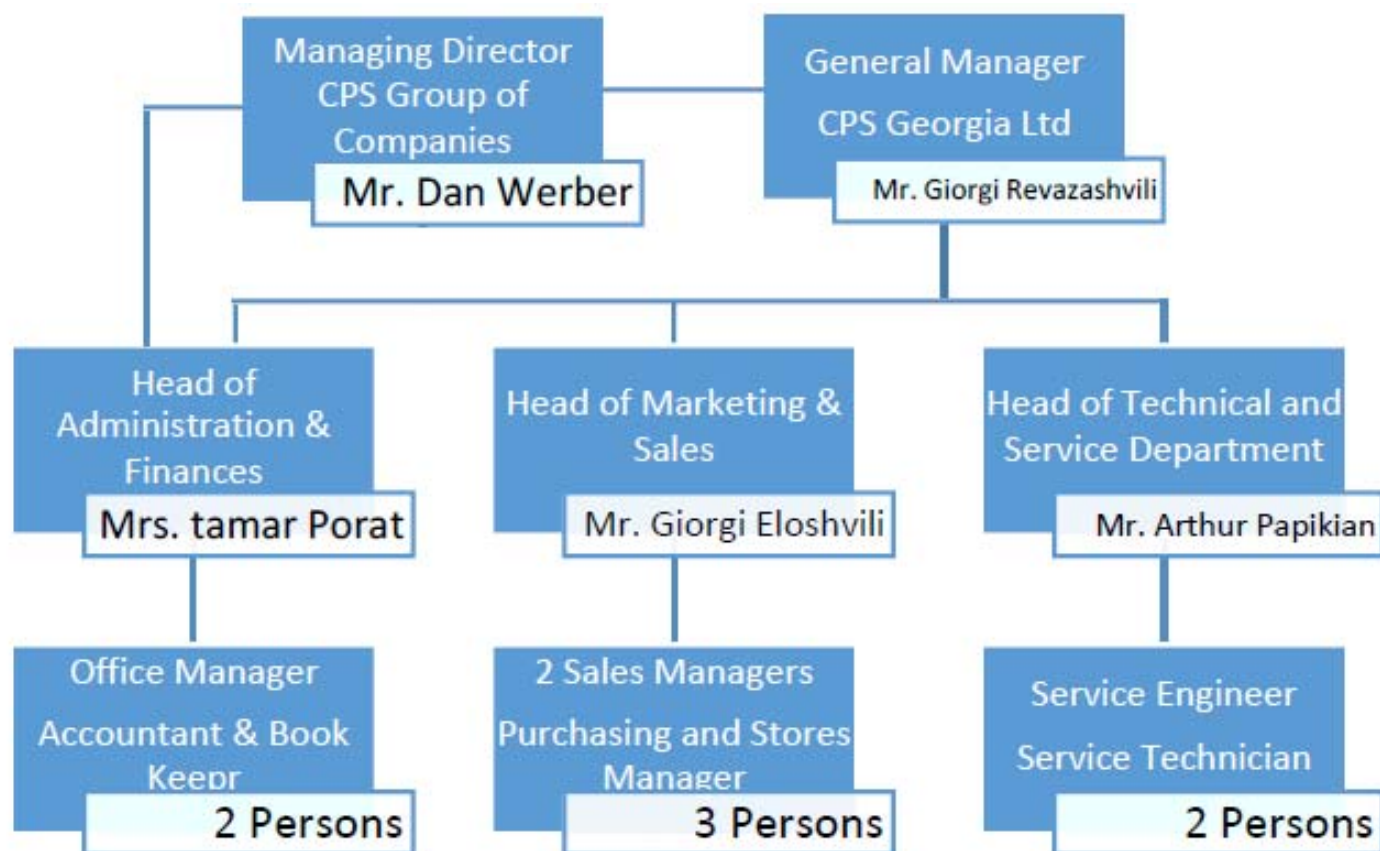 Managing Director
CPS Group of
Companies
Mr. Dan Werber
General Manager
CPS Georgia Ltd
Mr. Giorgi Revazashvili
Head of
Administration &
Finances
Mrs. tamar Porat
Head of Marketing &
Sales
Mr. Giorgi Eloshvili
Head of Technical and
Service Department
Mr. Arthur Papikian
Office Manager
Accountant & Book
Keepr
2 Persons
2 Sales Managers
Purchasing and Stores
Manager
3 Persons
Service Engineer
Service Technician
2 Persons